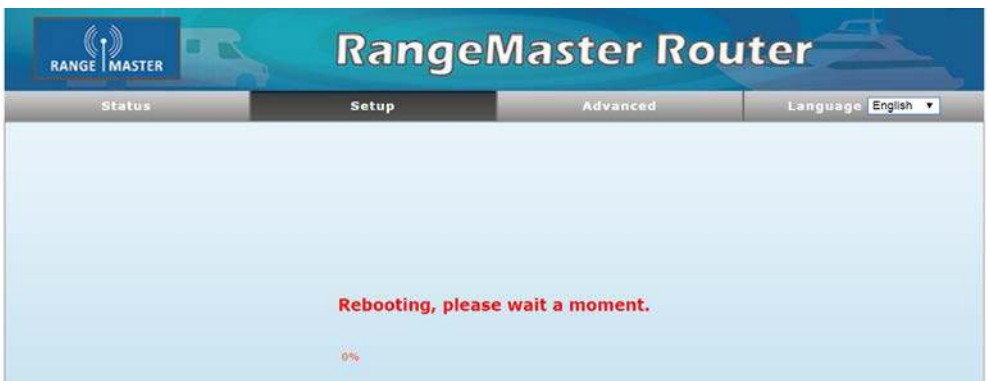 RANGE MASTER
RangeMaster Router
Status Setup Advanced Language English
Rebooting, please wait a moment.
0%